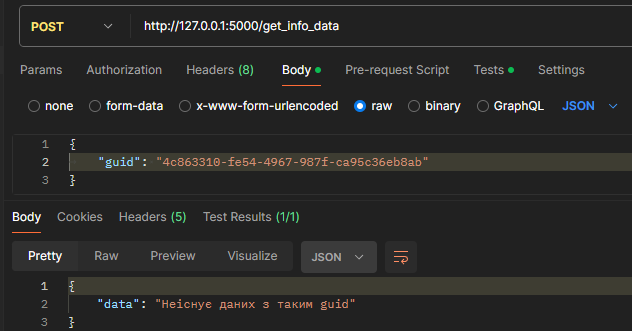 POST http://127.0.0.1:5000/get_info_data
Params Authorization Headers (8) Body Pre-request Script Tests Settings
none form-data x-www-form-urlencoded raw binary GraphQL JSON
1 {
2 "guid": "4c863310-fe54-4967-987f-ca95c36eb8ab"
3 }
Body Cookies Headers (5) Test Results (1/1)
Pretty Raw Preview Visualize JSON
1 {
2 "data": "Неіснує даних з таким guid"
3 }